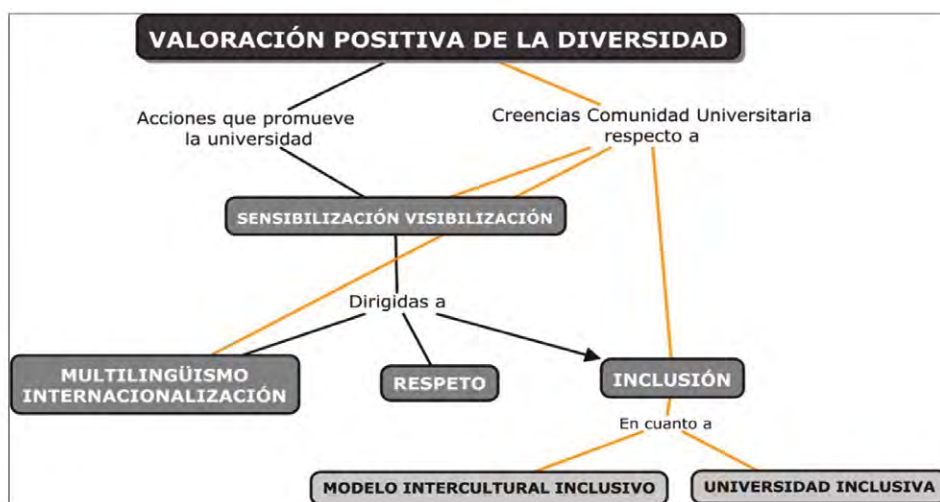 VALORACIÓN POSITIVA DE LA DIVERSIDAD
Acciones que promueve
la universidad
Creencias Comunidad Universitaria
respecto a
SENSIBILIZACIÓN VISIBILIZACIÓN
Dirigidas a
MULTILINGÜISMO
INTERNACIONALIZACIÓN
RESPETO
INCLUSIÓN
En cuanto a
MODELO INTERCULTURAL INCLUSIVO
UNIVERSIDAD INCLUSIVA